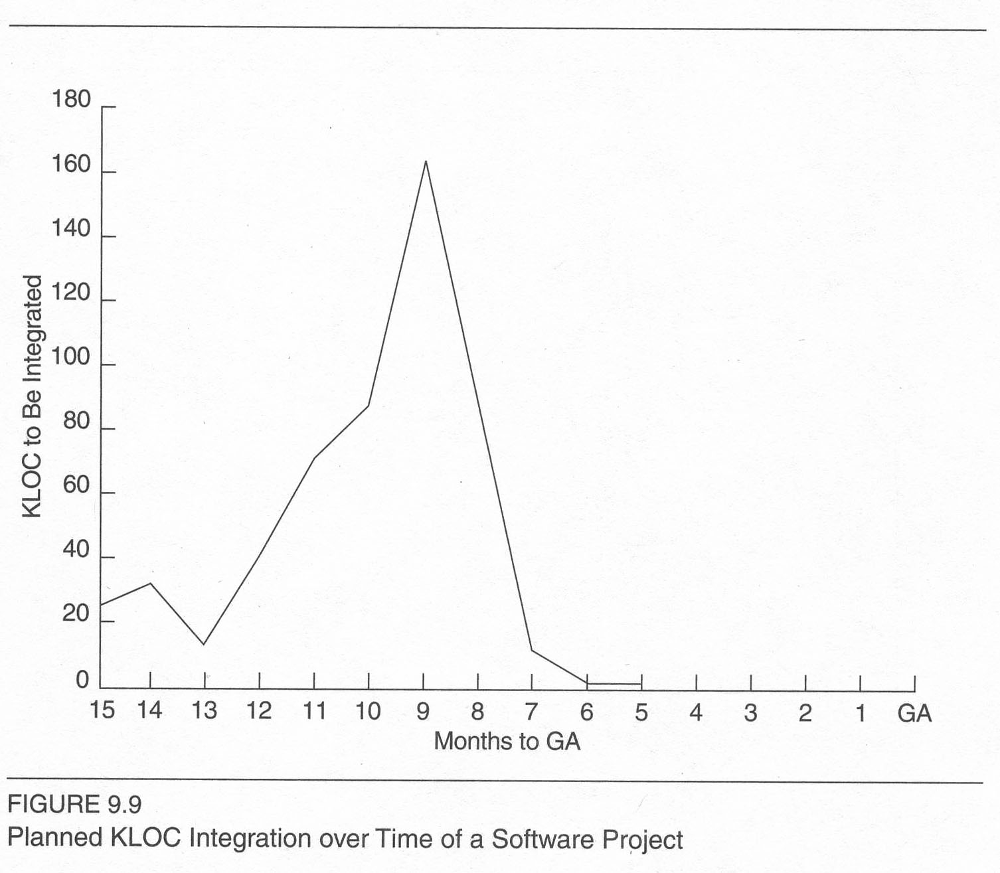 180
160
140
120
100
80
60
40
20
0
KLOC to Be Integrated
15 14 13 12 11 10 9 8 7 6 5 4 3 2 1 GA
Months to GA
FIGURE 9.9
Planned KLOC Integration over Time of a Software Project